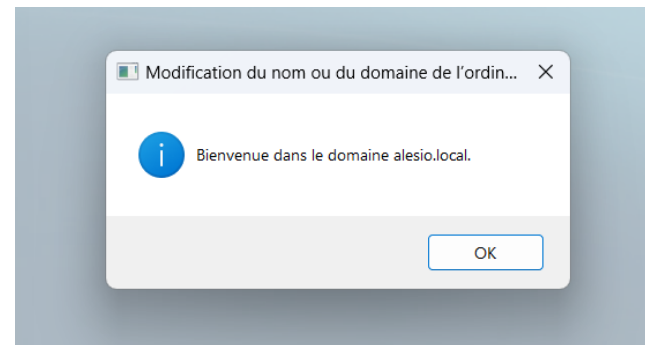 Modification du nom ou du domaine de l’ordin...
Bienvenue dans le domaine alesio.local.
OK